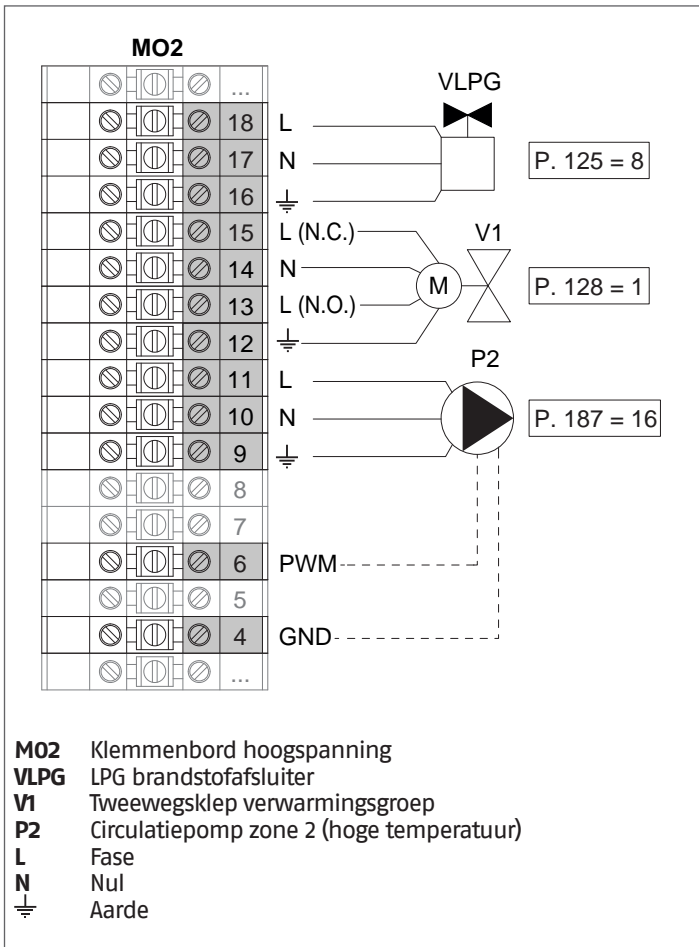 MO2
...
VLPG
18 L
17 N P. 125 = 8
16
15 L (N.C.) V1
14 N M P. 128 = 1
13 L (N.O.)
12
P2
11 L
10 N P. 187 = 16
9
8
7
6 PWM
5
4 GND
...
M02 Klemmenbord hoogspanning
VLPG LPG brandstofafsluiter
V1 Tweewegsklep verwarmingsgroep
P2 Circulatiepomp zone 2 (hoge temperatuur)
L Fase
N Nul
⏚ Aarde